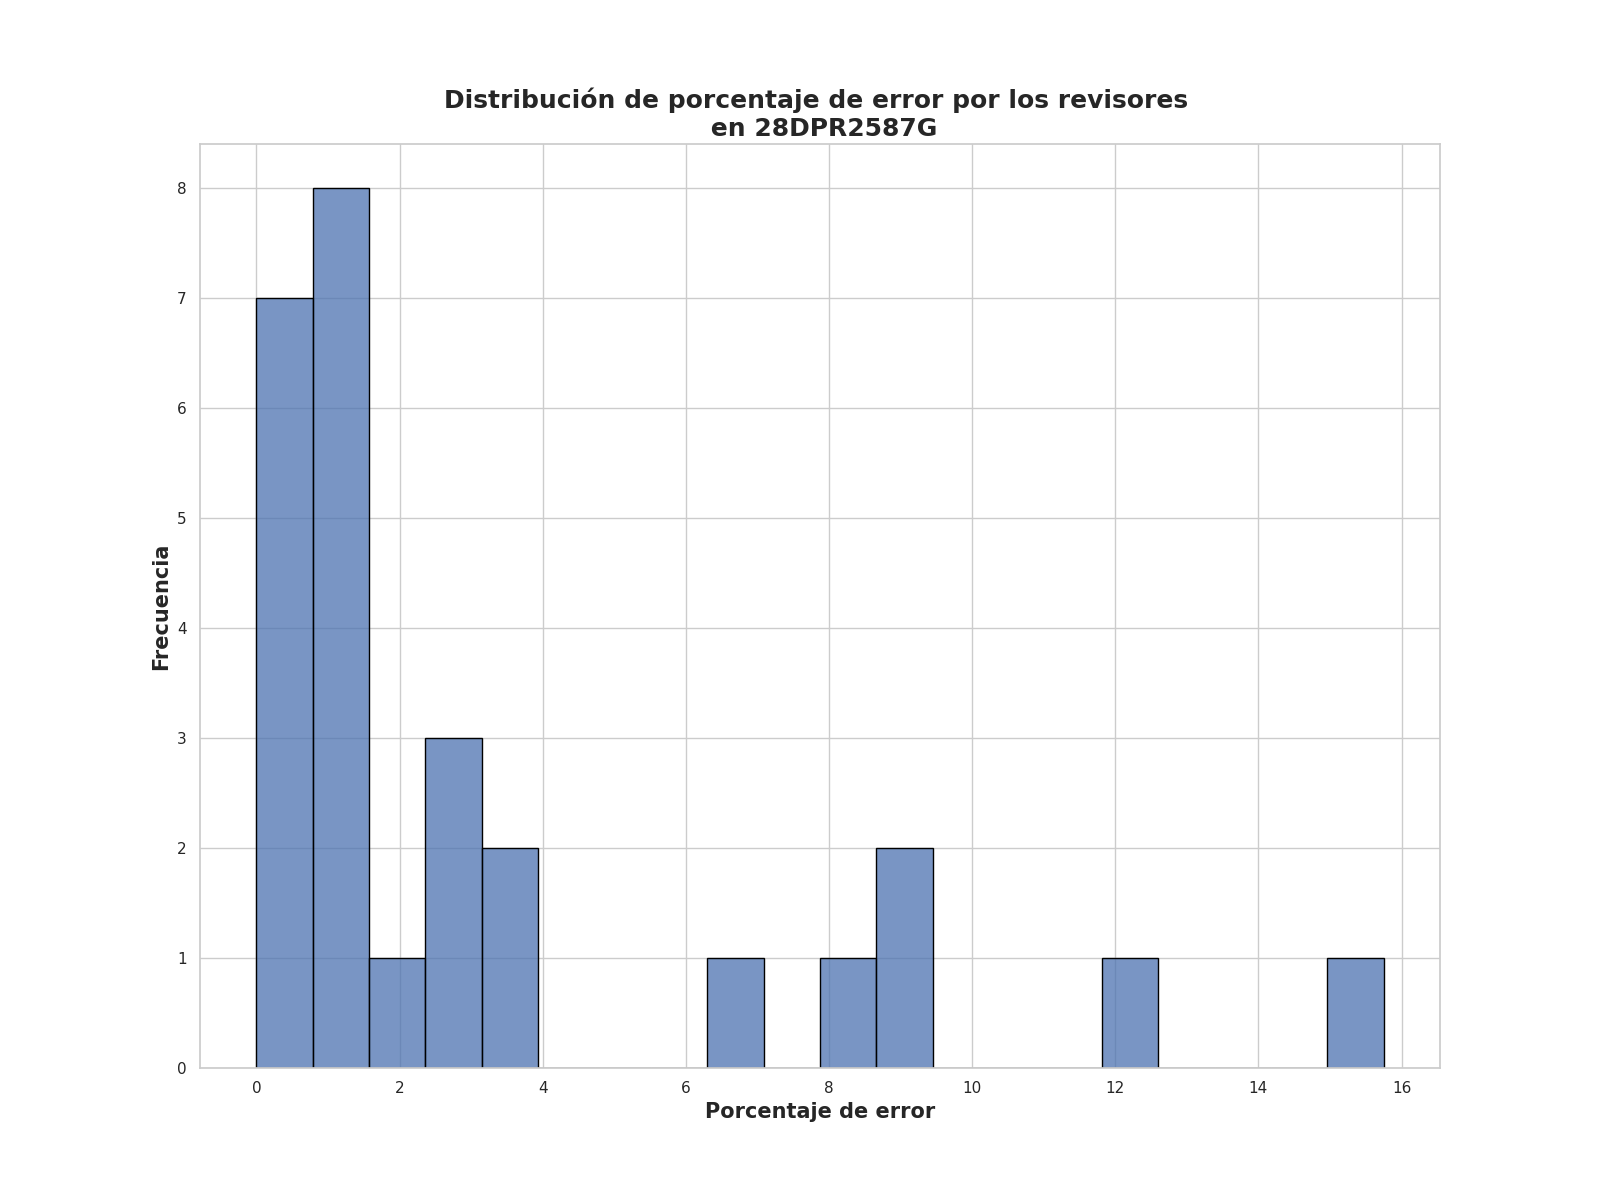 Distribución de porcentaje de error por los revisores
en 28DPR2587G
8
7
6
5
4
3
2
1
0
Frecuencia
0 2 4 6 8 10 12 14 16
Porcentaje de error